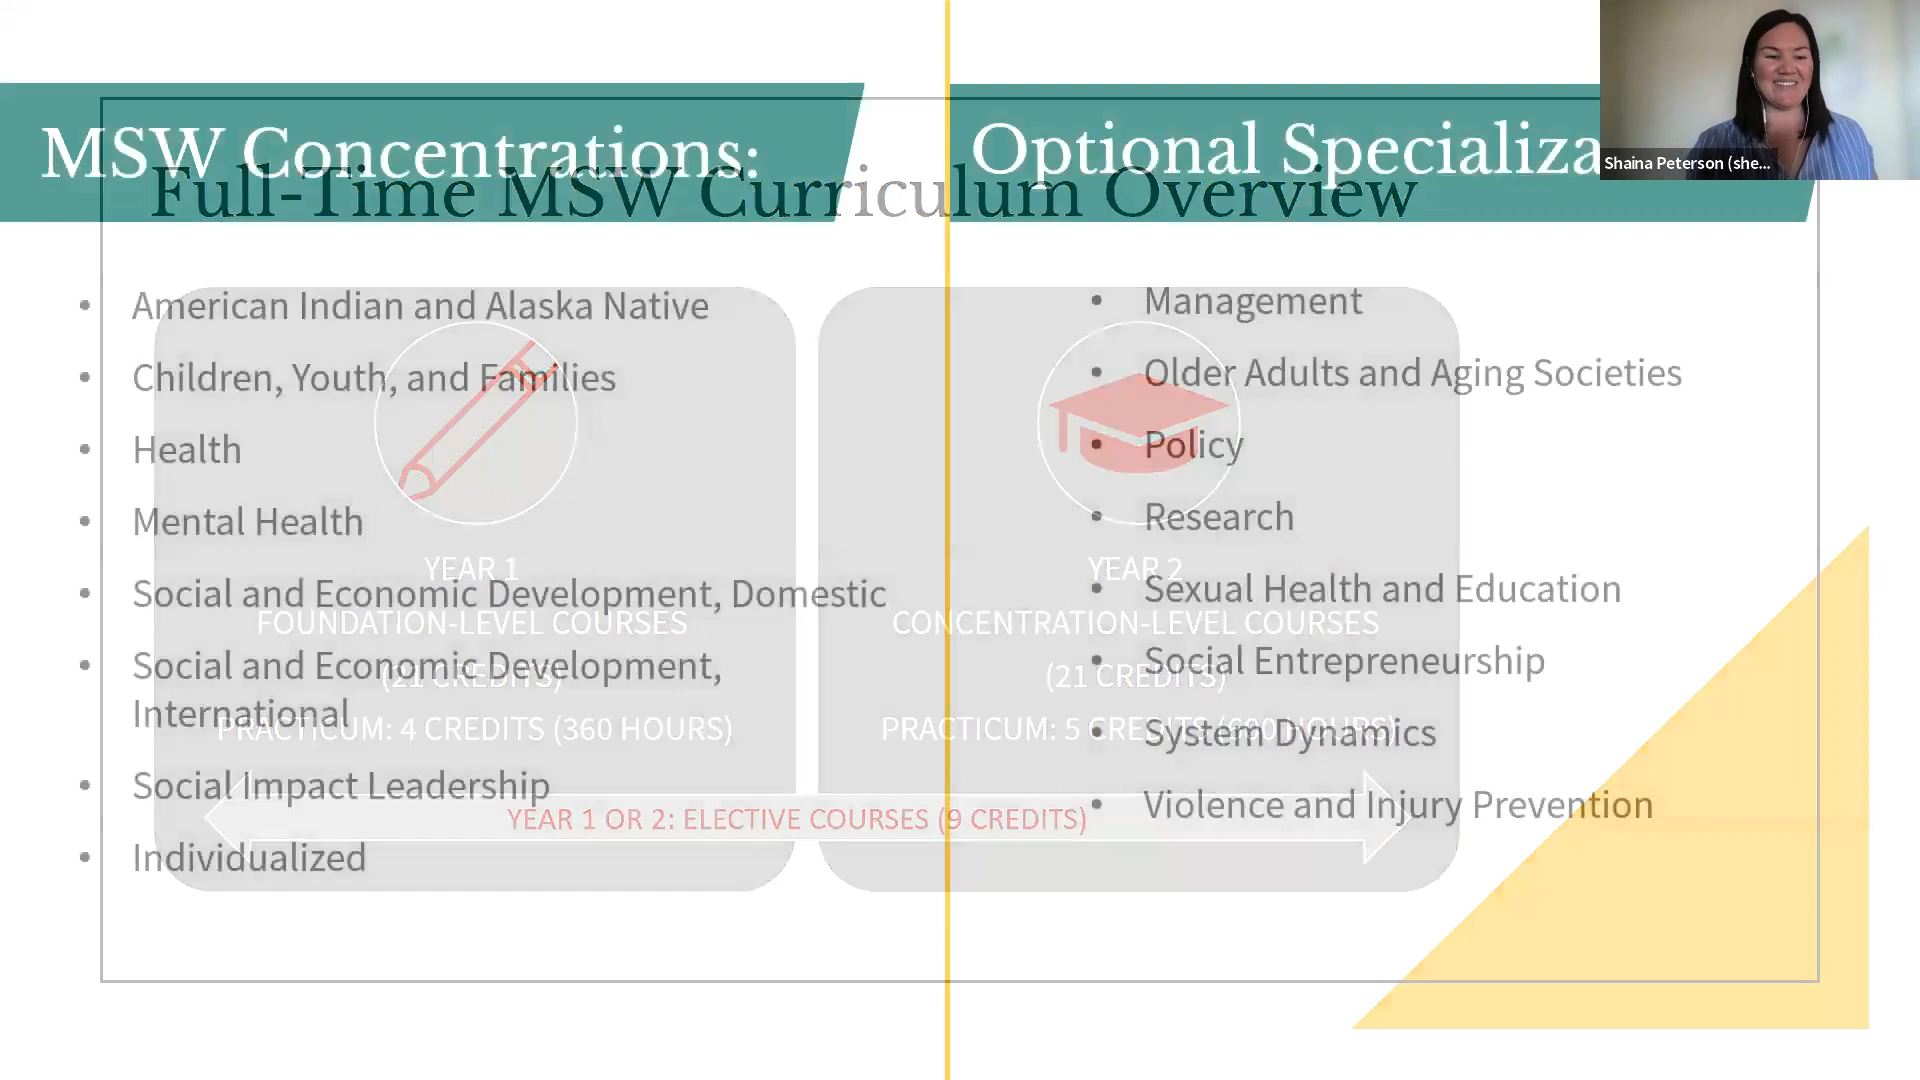 MSW Concentrations:
American Indian and Alaska Native
Children, Youth, and Families
Health
Mental Health
Social and Economic Development, Domestic
Social and Economic Development,
International
Social Impact Leadership
Individualized
Optional
Management
Older Adults and Aging Societies
Policy
Research
Sexual Health and Education
Social Entrepreneurship
System Dynamics
Violence and Injury Prevention
Full-Time MSW Curriculum Overview
YEAR 1
FOUNDATION-LEVEL COURSES
(21 CREDITS)
PRACTICUM: 4 CREDITS (360 HOURS)
YEAR 2
CONCENTRATION-LEVEL COURSES
(21 CREDITS)
PRACTICUM: 5 CREDITS HOURS)
YEAR 1 OR 2: ELECTIVE COURSES (9 CREDITS)
Shaina Peterson (she...